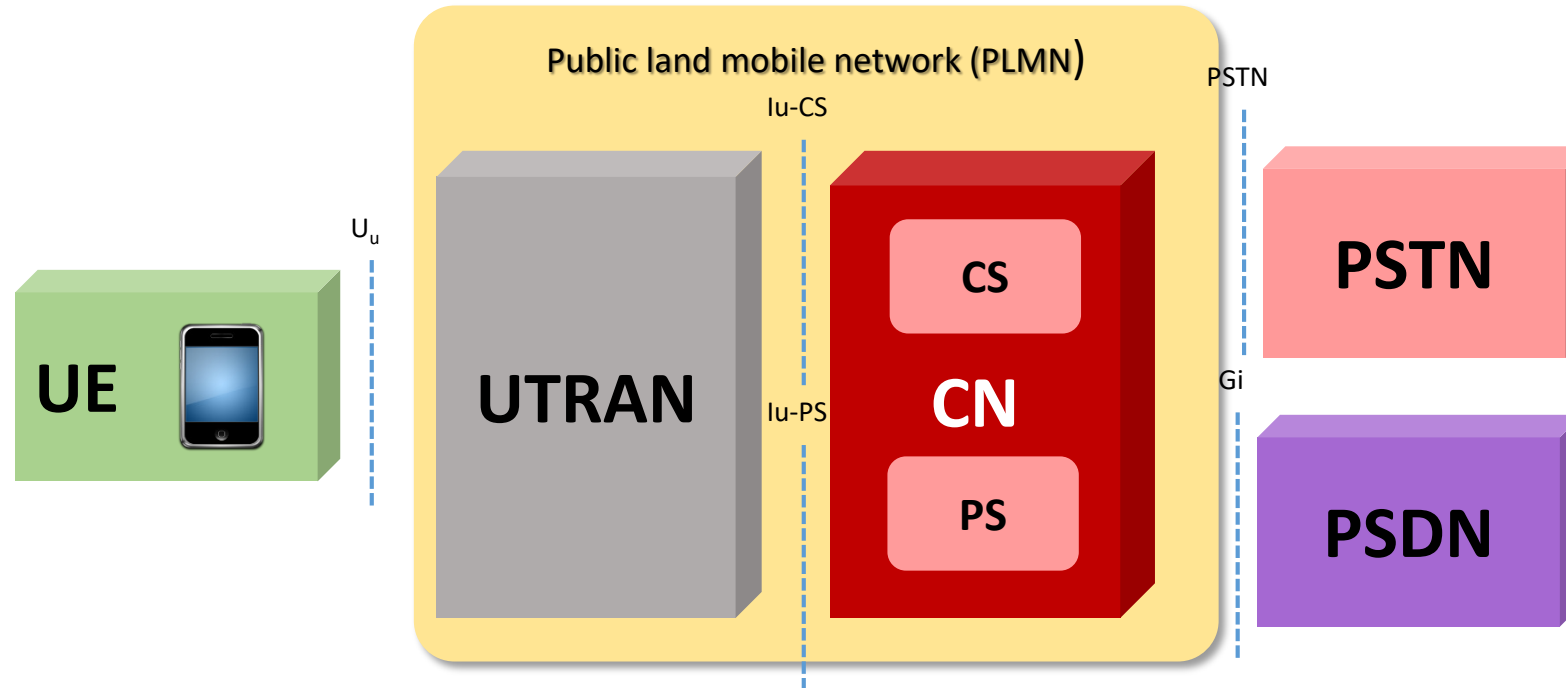 Public land mobile network (PLMN)
PSTN
Iu-CS
Uu
CS
PSTN
UE
UTRAN
Iu-PS
CN
Gi
PS
PSDN